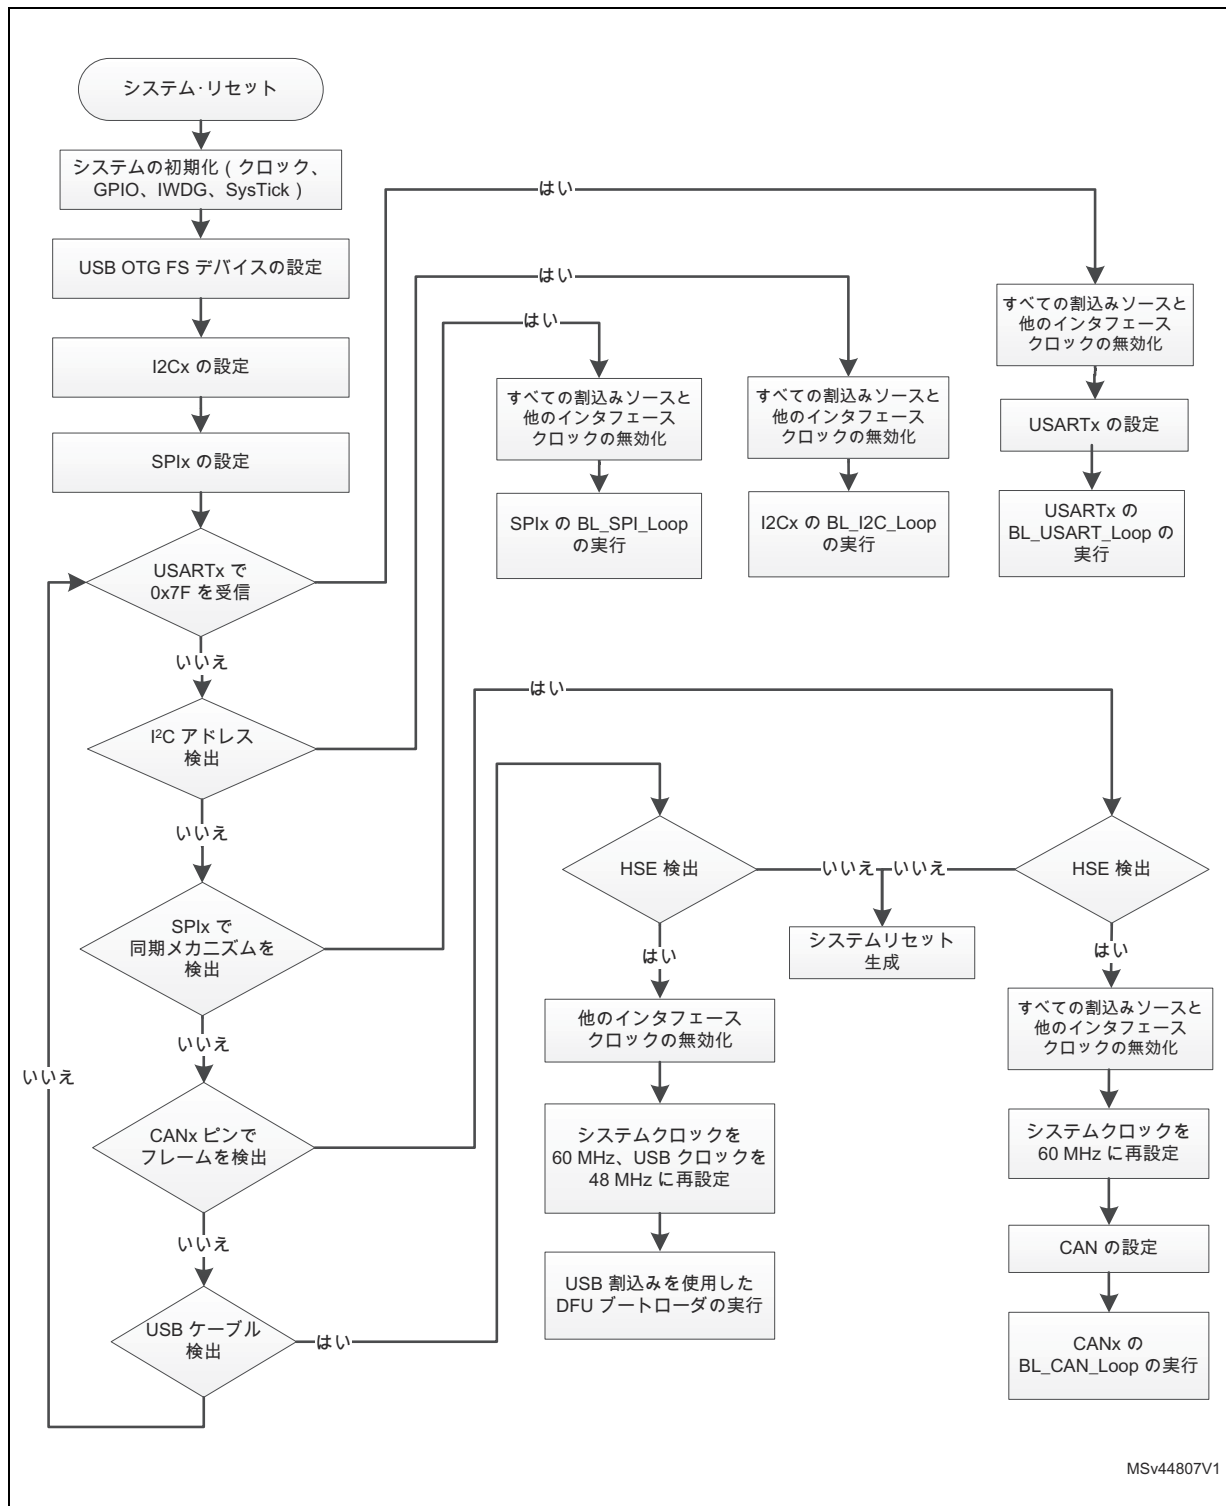 システム･リセット
システムの初期化（クロック、
GPIO、IWDG、SysTick）
USB OTG FS デバイスの設定
I2Cx の設定
SPIx の設定
USARTx で
0x7F を受信
いいえ
I²C アドレス
検出
いいえ
SPIx で
同期メカニズムを
検出
いいえ
いいえ
CANx ピンで
フレームを検出
いいえ
USB ケーブル
検出
はい
はい
はい
はい
すべての割込みソースと
他のインタフェース
クロックの無効化
SPIx の BL_SPI_Loop
の実行
すべての割込みソースと
他のインタフェース
クロックの無効化
I2Cx の BL_I2C_Loop
の実行
すべての割込みソースと
他のインタフェース
クロックの無効化
USARTx の設定
USARTx の
BL_USART_Loop の
実行
はい
HSE 検出
いいえ
いいえ
HSE 検出
システムリセット
生成
はい
他のインタフェース
クロックの無効化
システムクロックを
60 MHz、USB クロックを
48 MHz に再設定
USB 割込みを使用した
DFU ブートローダの実行
はい
すべての割込みソースと
他のインタフェース
クロックの無効化
システムクロックを
60 MHz に再設定
CAN の設定
CANx の
BL_CAN_Loop の実行
MSv44807V1